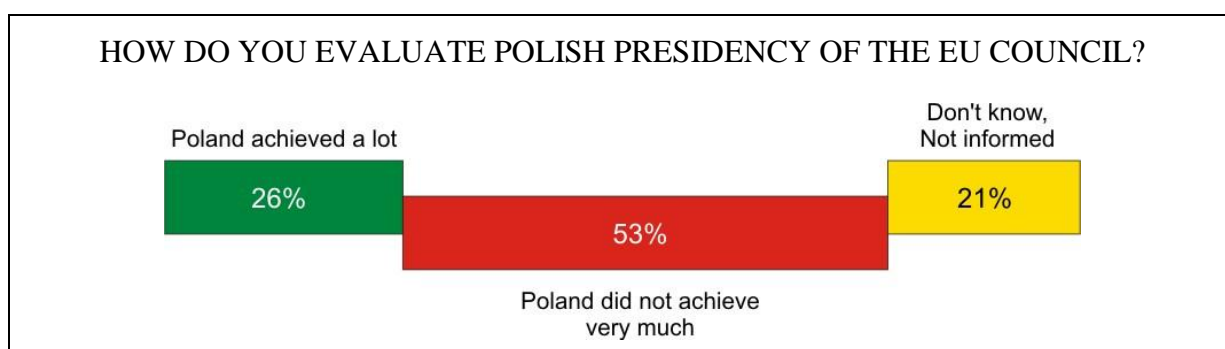 HOW DO YOU EVALUATE POLISH PRESIDENCY OF THE EU COUNCIL?
Poland achieved a lot
Don't know,
Not informed
26%
53%
21%
Poland did not achieve
very much